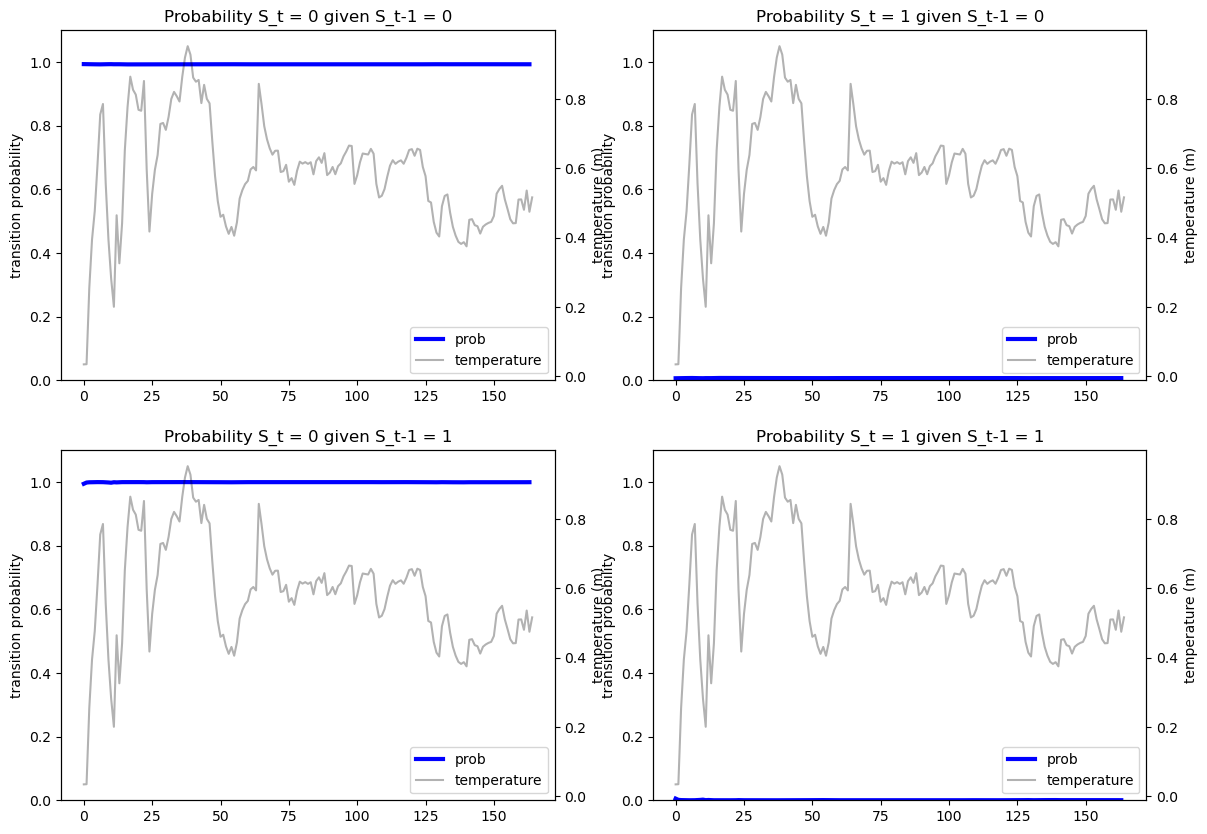 Probability S_t = 0 given S_t-1 = 0
transition probability
1.0
0.8
0.6
0.4
0.2
0.0
0.8
0.6
0.4
0.2
0.0
temperature (m)
prob
temperature
0 25 50 75 100 125 150
Probability S_t = 1 given S_t-1 = 0
transition probability
1.0
0.8
0.6
0.4
0.2
0.0
0.8
0.6
0.4
0.2
0.0
temperature (m)
prob
temperature
0 25 50 75 100 125 150
Probability S_t = 0 given S_t-1 = 1
transition probability
1.0
0.8
0.6
0.4
0.2
0.0
0.8
0.6
0.4
0.2
0.0
temperature (m)
prob
temperature
0 25 50 75 100 125 150
Probability S_t = 1 given S_t-1 = 1
transition probability
1.0
0.8
0.6
0.4
0.2
0.0
0.8
0.6
0.4
0.2
0.0
temperature (m)
prob
temperature
0 25 50 75 100 125 150